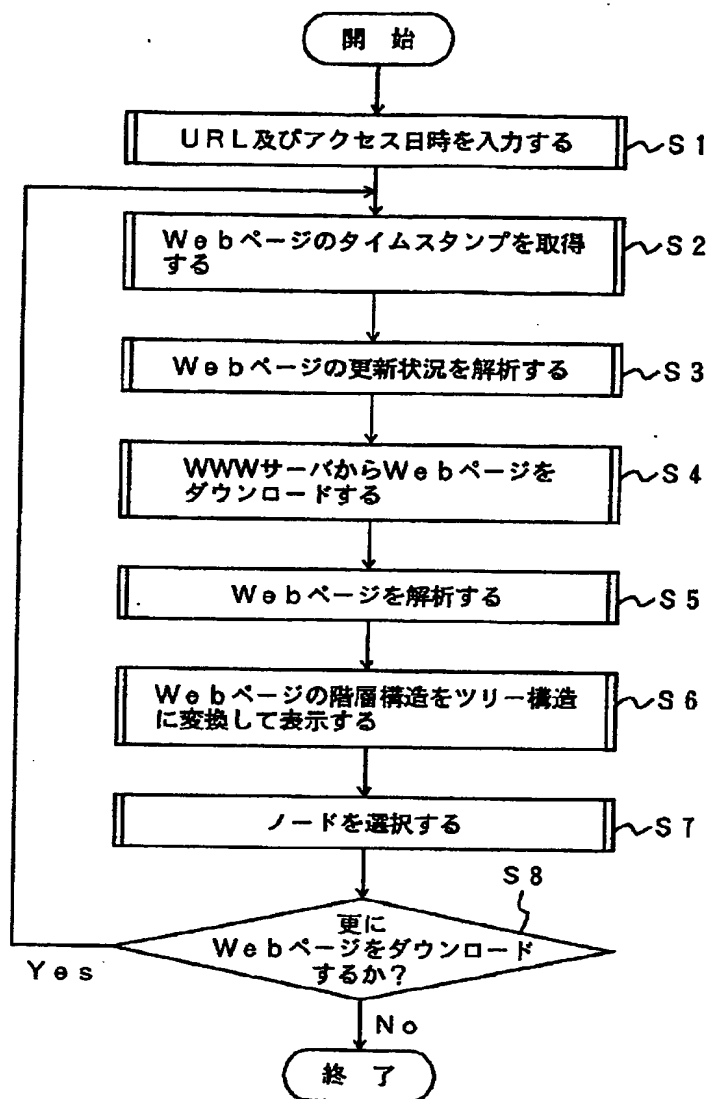 開 始
URL及びアクセス日時を入力する
S1
Webページのタイムスタンプを取得
する
S2
Webページの更新状況を解析する
S3
WWWサーバからWebページを
ダウンロードする
S4
Webページを解析する
S5
Webページの階層構造をツリー構造
に変換して表示する
S6
ノードを選択する
S7
S8
更に
Webページをダウンロード
するか?
Yes
No
終 了